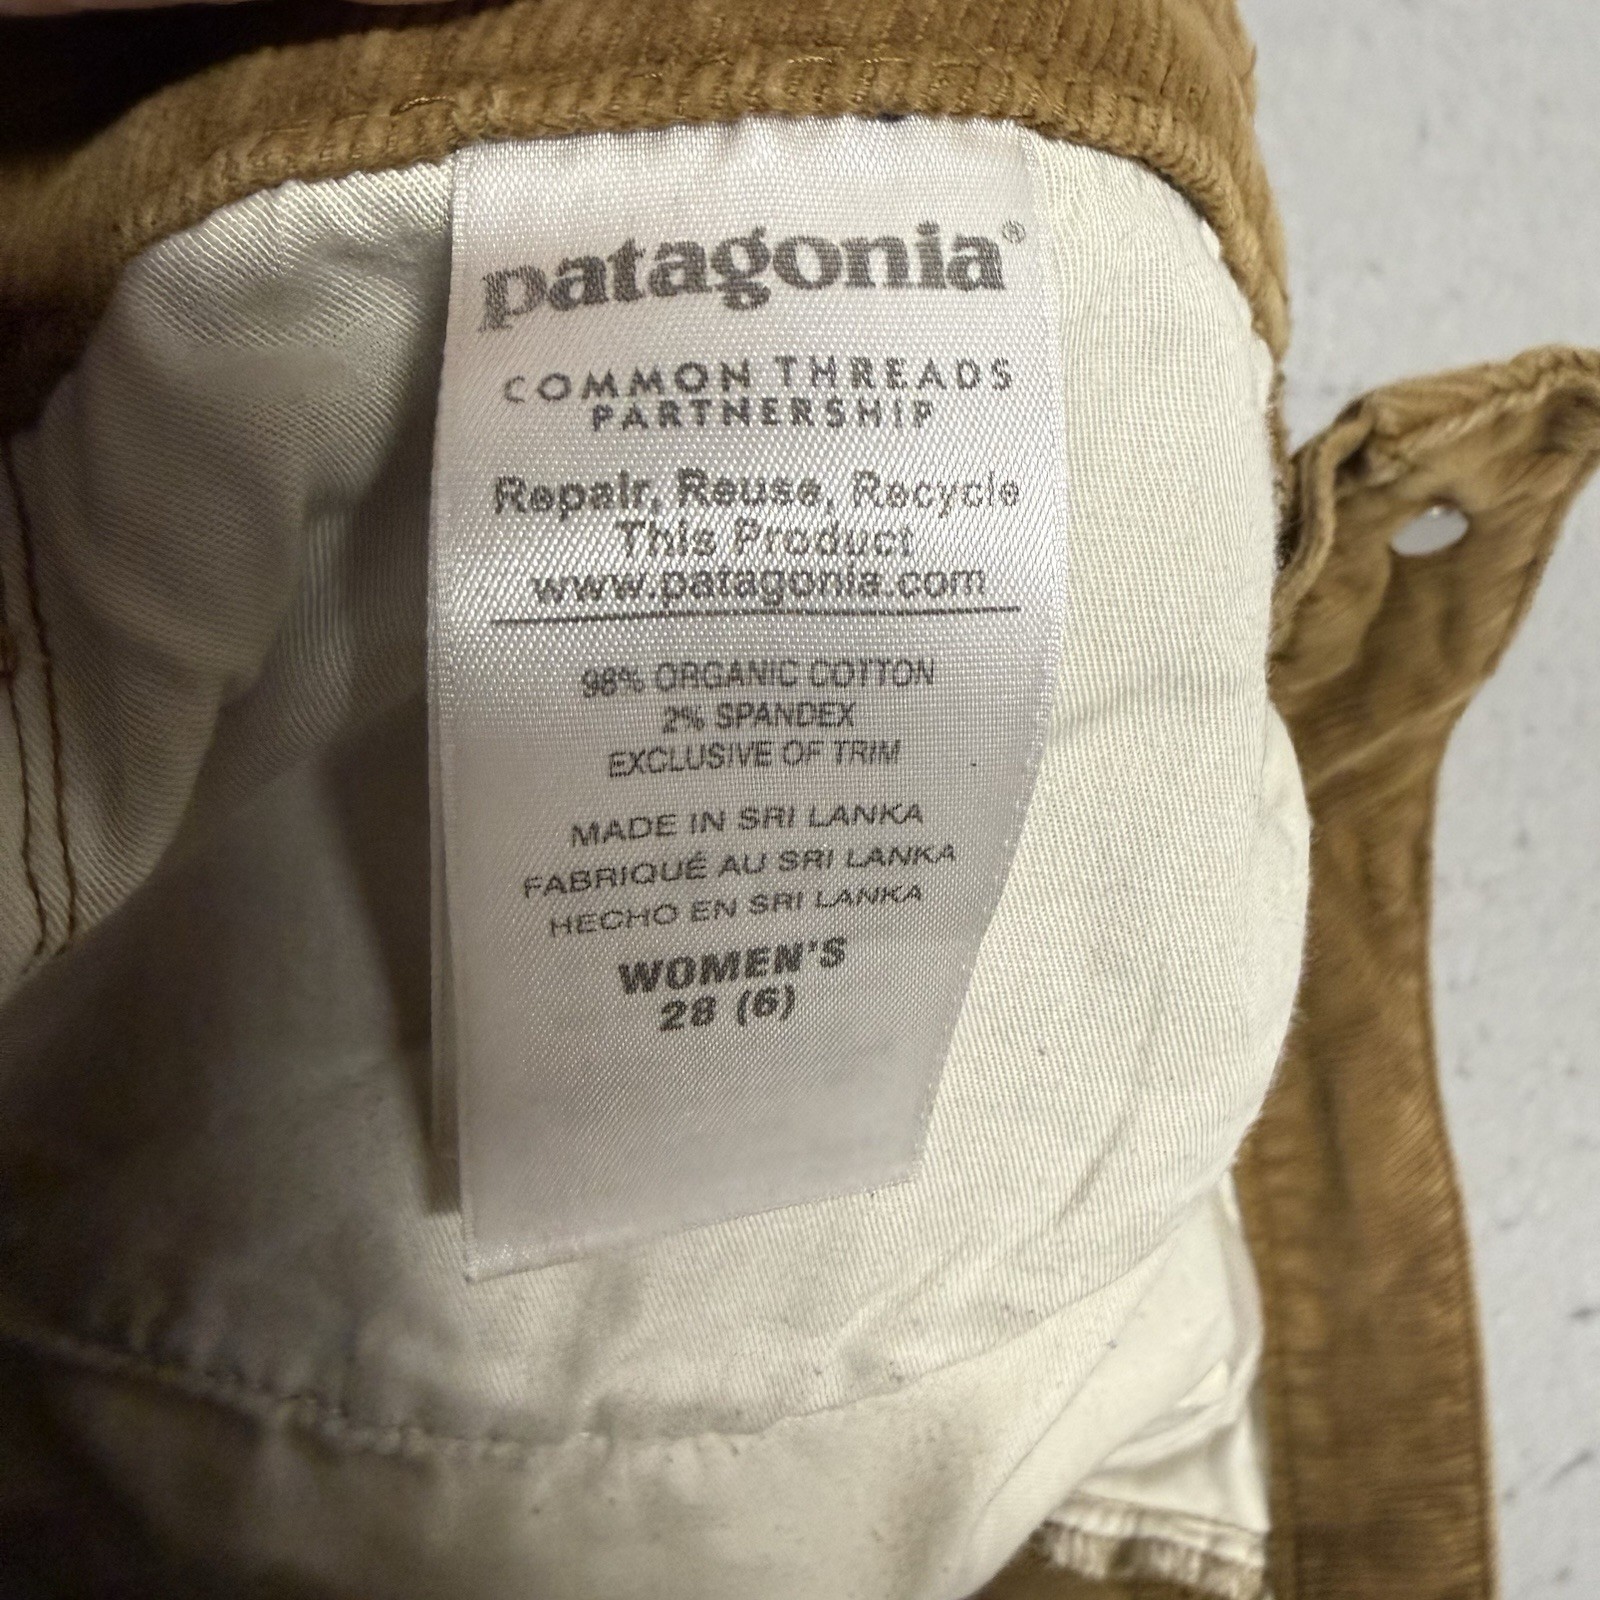 patagonia®
COMMON THREADS
PARTNERSHIP
Repair, Reuse, Recycle
This Product
www.patagonia.com
98% ORGANIC COTTON
2% SPANDEX
EXCLUSIVE OF TRIM
MADE IN SRI LANKA
FABRIQUÉ AU SRI LANKA
HECHO EN SRI LANKA
WOMEN'S
28 (6)